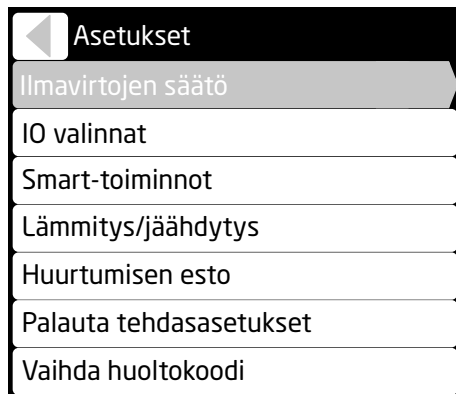 Asetukset
Ilmavirtojen säätö
IO valinnat
Smart-toiminnot
Lämmitys/jäähdytys
Huurtumisen esto
Palauta tehdasasetukset
Vaihda huoltokoodi